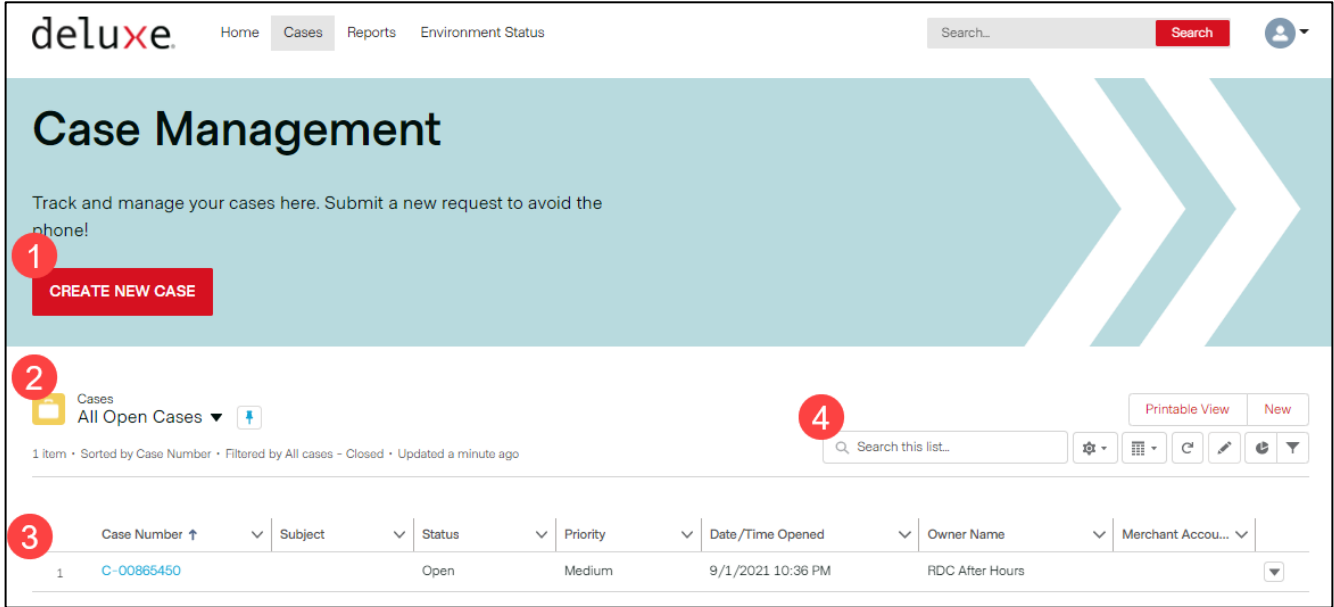 deluxe. Home Cases Reports Environment Status Search... Search
Case Management
Track and manage your cases here. Submit a new request to avoid the
phone!
1
CREATE NEW CASE
2
Cases
All Open Cases
4
Printable View New
1 item • Sorted by Case Number • Filtered by All cases - Closed • Updated a minute ago
Search this list...
3
Case Number ↑ Subject Status Priority Date/Time Opened Owner Name Merchant Accou...
1 C-00865450 Open Medium 9/1/2021 10:36 PM RDC After Hours